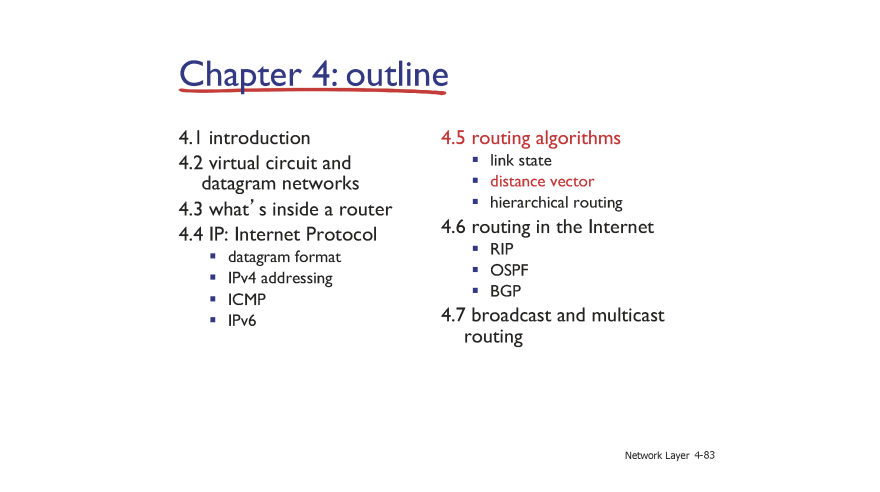 Chapter 4: outline
4.1 introduction
4.2 virtual circuit and
datagram networks
4.3 what’s inside a router
4.4 IP: Internet Protocol
▪ datagram format
▪ IPv4 addressing
▪ ICMP
▪ IPv6
4.5 routing algorithms
▪ link state
▪ distance vector
▪ hierarchical routing
4.6 routing in the Internet
▪ RIP
▪ OSPF
▪ BGP
4.7 broadcast and multicast
routing
Network Layer 4-83